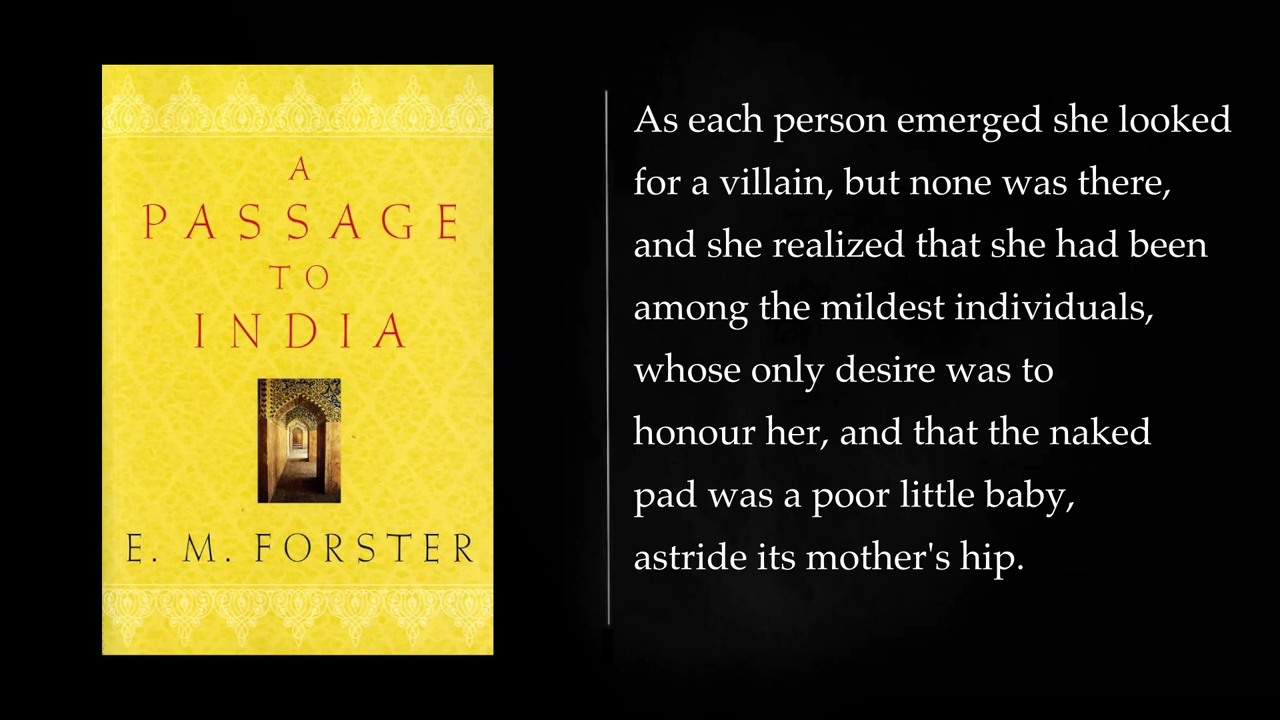 A
PASSAGE
TO
INDIA
E. M. FORSTER
As each person emerged she looked
for a villain, but none was there,
and she realized that she had been
among the mildest individuals,
whose only desire was to
honour her, and that the naked
pad was a poor little baby,
astride its mother's hip.